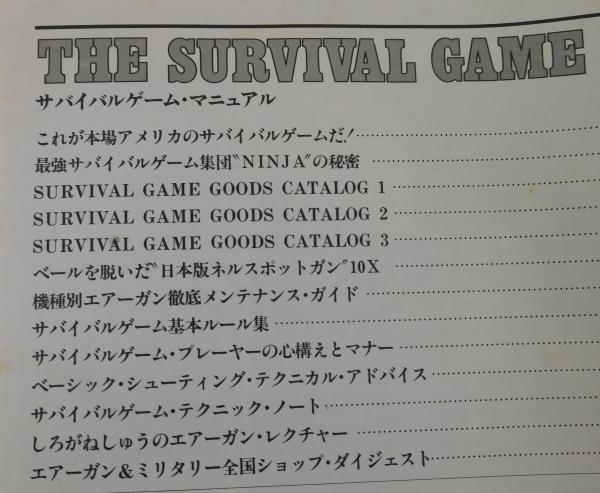 THE SURVIVAL GAME
サバイバルゲーム・マニュアル
これが本場アメリカのサバイバルゲームだ!
最強サバイバルゲーム集団〝NINJA〟の秘密
SURVIVAL GAME GOODS CATALOG 1
SURVIVAL GAME GOODS CATALOG 2
SURVIVAL GAME GOODS CATALOG 3
ベールを脱いだ〝日本版ネルスポットガン〟10X
機種別エアーガン徹底メンテナンス・ガイド
サバイバルゲーム基本ルール集
サバイバルゲーム・プレーヤーの心構えとマナー
ベーシック・シューティング・テクニカル・アドバイス
サバイバルゲーム・テクニック・ノート
しろがねしゅうのエアーガン・レクチャー
エアーガン&ミリタリー全国ショップ・ダイジェスト